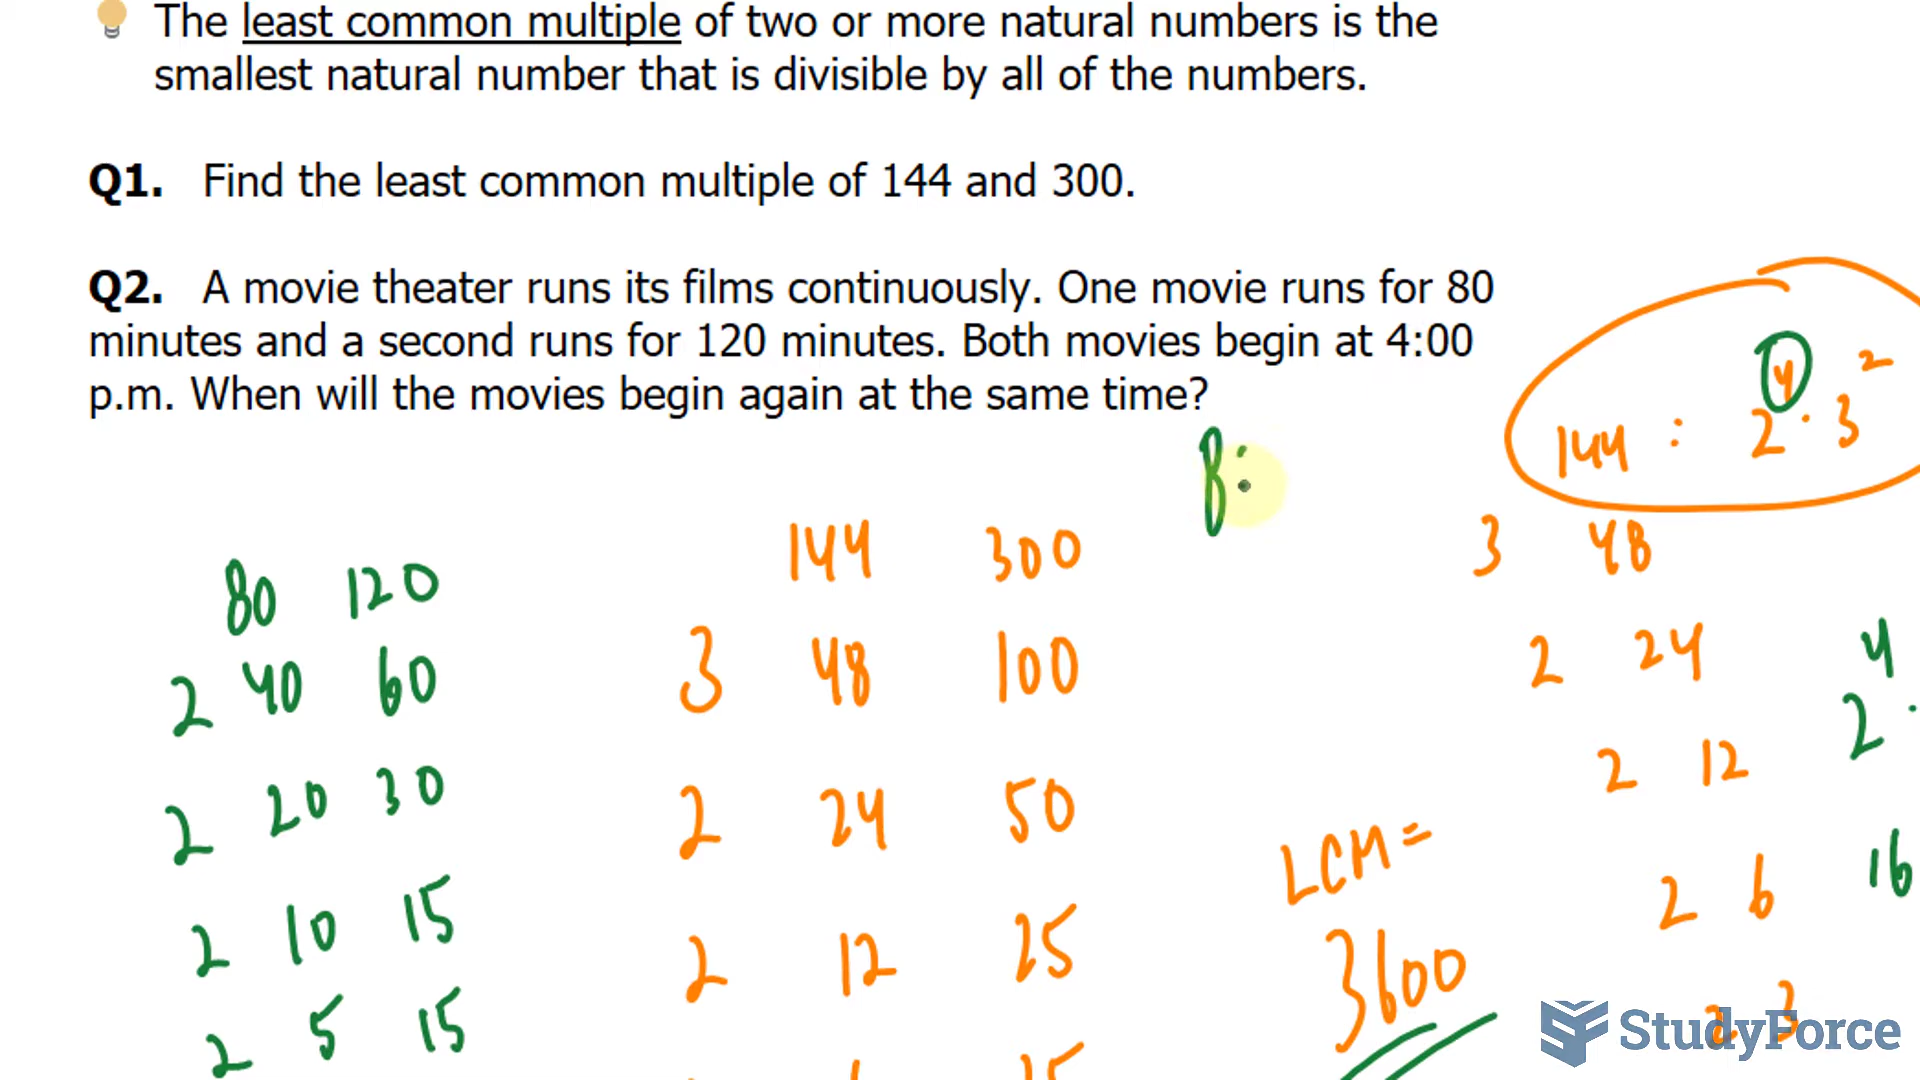 The least common multiple of two or more natural numbers is the
smallest natural number that is divisible by all of the numbers.
Q1. Find the least common multiple of 144 and 300.
Q2. A movie theater runs its films continuously. One movie runs for 80
minutes and a second runs for 120 minutes. Both movies begin at 4:00
p.m. When will the movies begin again at the same time?
8:
144 : 2⁴ · 3²
80 120
2 40 60
2 20 30
2 10 15
2 5 15
144 300
3 48 100
2 24 50
2 12 25
LCM =
3600
3 48
2 24
2 12
2 6
2 3
2⁴ ·
16
StudyForce